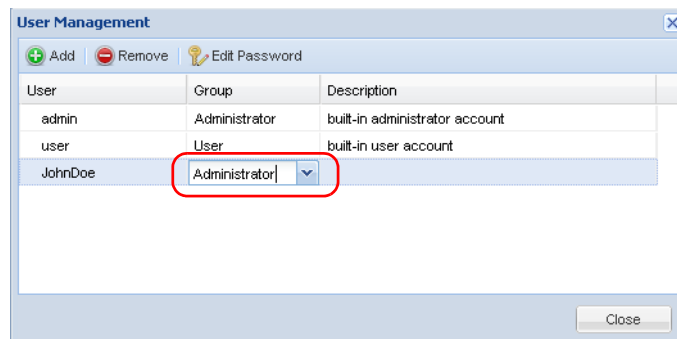 User Management
Add Remove Edit Password
User Group Description
admin Administrator built-in administrator account
user User built-in user account
JohnDoe Administrator
Close